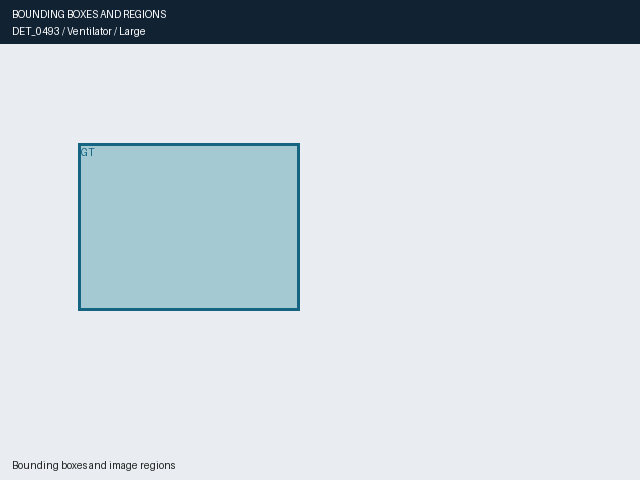 BOUNDING BOXES AND REGIONS
DET_0493 / Ventilator / Large
GT
Bounding boxes and image regions